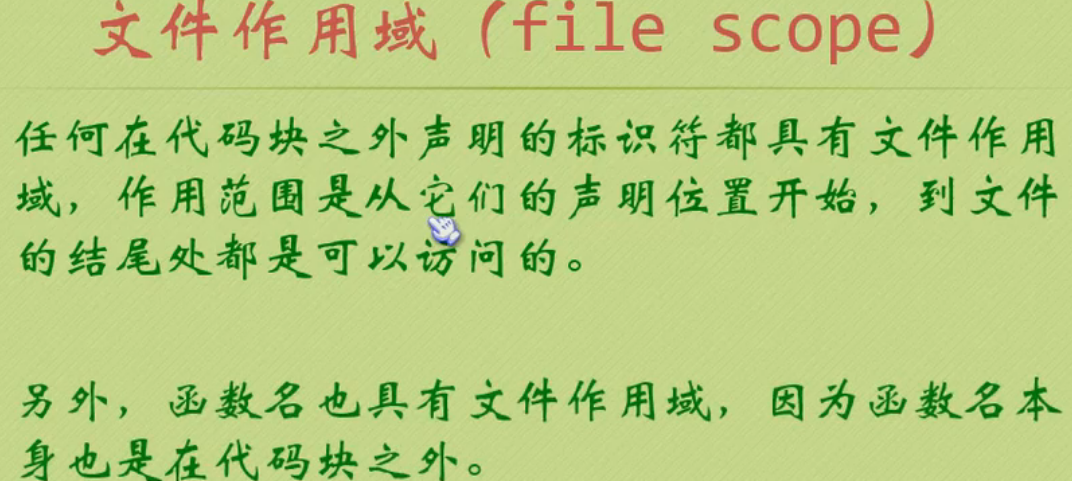 文件作用域（file scope）
任何在代码块之外声明的标识符都具有文件作用
域，作用范围是从它们的声明位置开始，到文件
的结尾处都是可以访问的。
另外，函数名也具有文件作用域，因为函数名本
身也是在代码块之外。